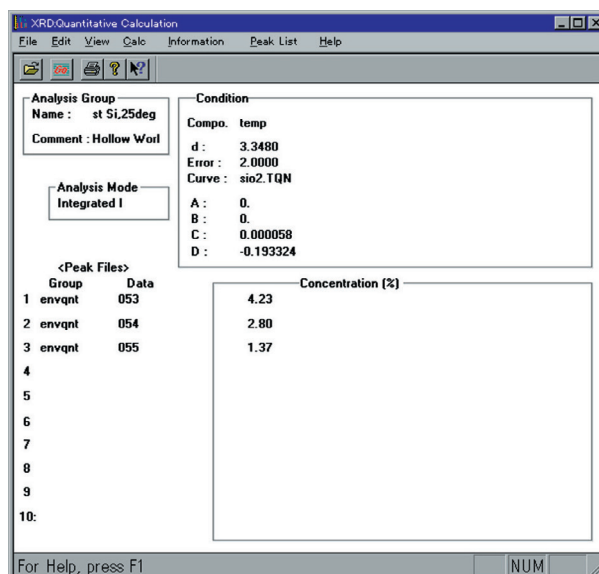 XRD:Quantitative Calculation
File Edit View Calc Information Peak List Help
Analysis Group
Name : st Si,25deg
Comment : Hollow Worl
Analysis Mode
Integrated I
Condition
Compo. temp
d : 3.3480
Error : 2.0000
Curve : sio2.TQN
A : 0.
B : 0.
C : 0.000058
D : -0.193324
<Peak Files>
Group Data Concentration (%)
1 envqnt 053 4.23
2 envqnt 054 2.80
3 envqnt 055 1.37
4
5
6
7
8
9
10:
For Help, press F1 NUM